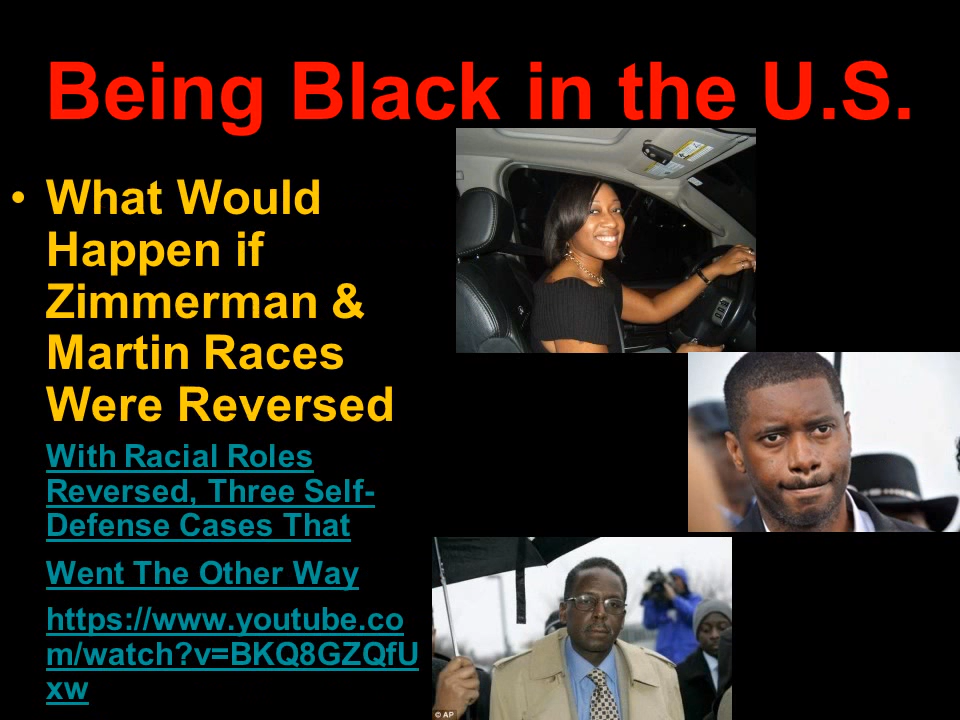 Being Black in the U.S.
• What Would
Happen if
Zimmerman &
Martin Races
Were Reversed
With Racial Roles
Reversed, Three Self-
Defense Cases That
Went The Other Way
https://www.youtube.co
m/watch?v=BKQ8GZQfU
xw
© AP